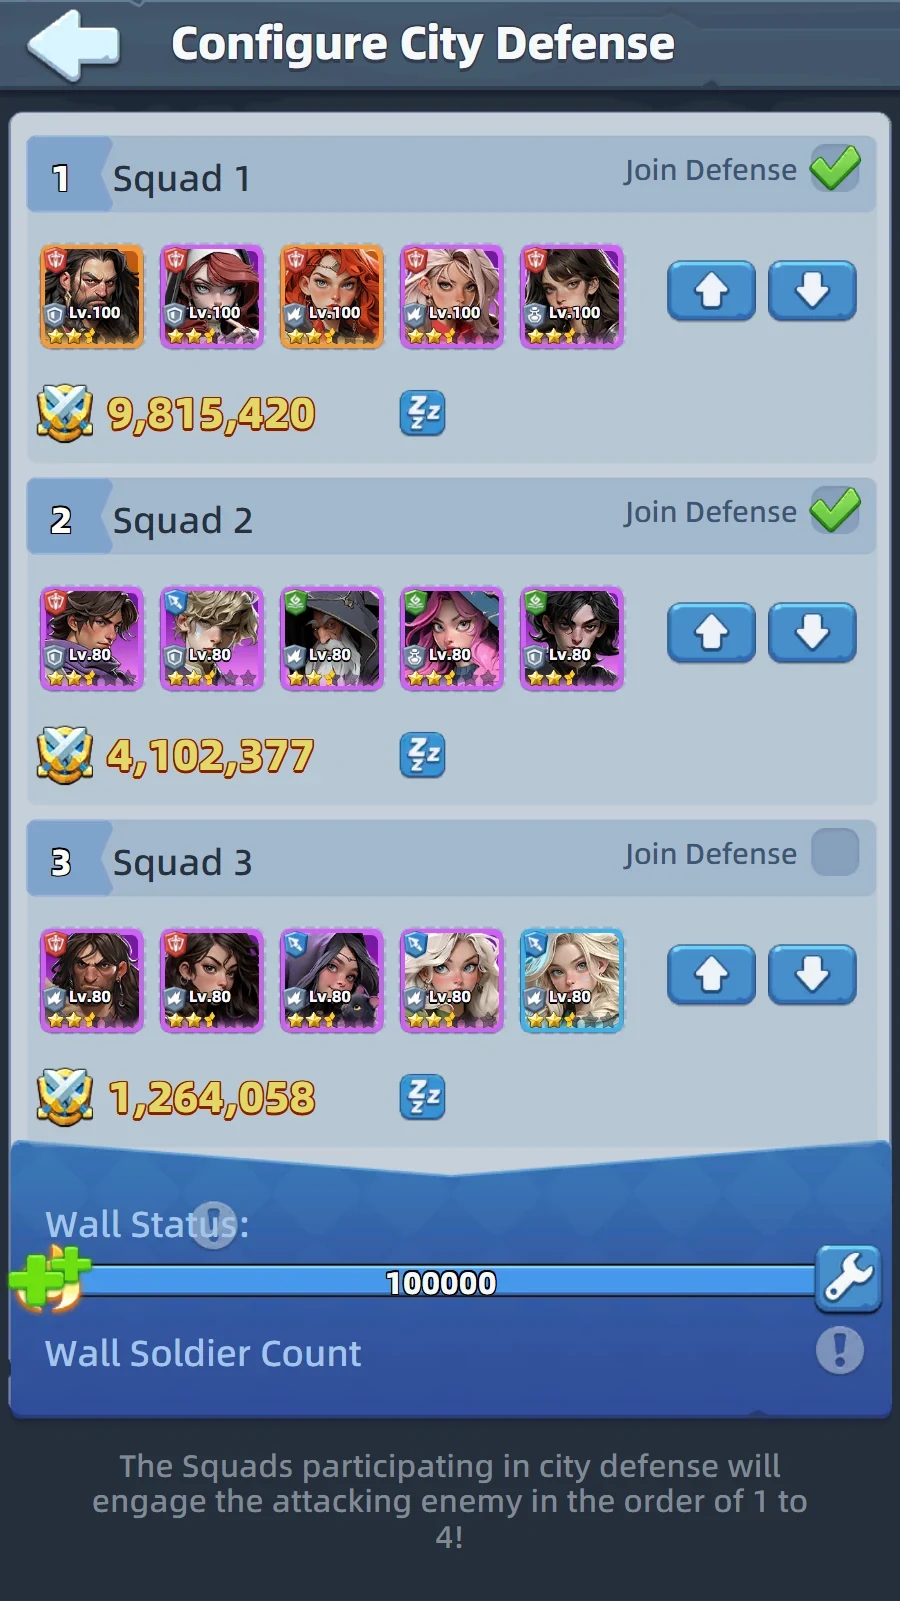 Configure City Defense
1 Squad 1 Join Defense
Lv.100 Lv.100 Lv.100 Lv.100 Lv.100
9,815,420 Zzz
2 Squad 2 Join Defense
Lv.80 Lv.80 Lv.80 Lv.80 Lv.80
4,102,377 Zzz
3 Squad 3 Join Defense
Lv.80 Lv.80 Lv.80 Lv.80 Lv.80
1,264,058 Zzz
Wall Status:
100000
Wall Soldier Count
The Squads participating in city defense will
engage the attacking enemy in the order of 1 to
4!